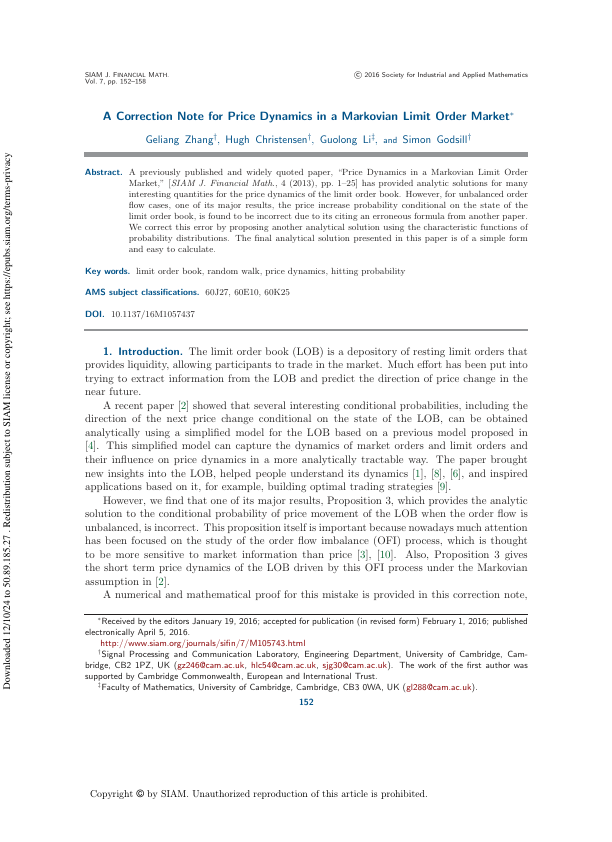 SIAM J. FINANCIAL MATH.
Vol. 7, pp. 152–158
© 2016 Society for Industrial and Applied Mathematics
A Correction Note for Price Dynamics in a Markovian Limit Order Market*
Geliang Zhang†, Hugh Christensen†, Guolong Li‡, and Simon Godsill†
Abstract. A previously published and widely quoted paper, “Price Dynamics in a Markovian Limit Order
Market,” [SIAM J. Financial Math., 4 (2013), pp. 1–25] has provided analytic solutions for many
interesting quantities for the price dynamics of the limit order book. However, for unbalanced order
flow cases, one of its major results, the price increase probability conditional on the state of the
limit order book, is found to be incorrect due to its citing an erroneous formula from another paper.
We correct this error by proposing another analytical solution using the characteristic functions of
probability distributions. The final analytical solution presented in this paper is of a simple form
and easy to calculate.
Key words. limit order book, random walk, price dynamics, hitting probability
AMS subject classifications. 60J27, 60E10, 60K25
DOI. 10.1137/16M1057437
1. Introduction. The limit order book (LOB) is a depository of resting limit orders that
provides liquidity, allowing participants to trade in the market. Much effort has been put into
trying to extract information from the LOB and predict the direction of price change in the
near future.
A recent paper [2] showed that several interesting conditional probabilities, including the
direction of the next price change conditional on the state of the LOB, can be obtained
analytically using a simplified model for the LOB based on a previous model proposed in
[4]. This simplified model can capture the dynamics of market orders and limit orders and
their influence on price dynamics in a more analytically tractable way. The paper brought
new insights into the LOB, helped people understand its dynamics [1], [8], [6], and inspired
applications based on it, for example, building optimal trading strategies [9].
However, we find that one of its major results, Proposition 3, which provides the analytic
solution to the conditional probability of price movement of the LOB when the order flow is
unbalanced, is incorrect. This proposition itself is important because nowadays much attention
has been focused on the study of the order flow imbalance (OFI) process, which is thought
to be more sensitive to market information than price [3], [10]. Also, Proposition 3 gives
the short term price dynamics of the LOB driven by this OFI process under the Markovian
assumption in [2].
A numerical and mathematical proof for this mistake is provided in this correction note,
*Received by the editors January 19, 2016; accepted for publication (in revised form) February 1, 2016; published
electronically April 5, 2016.
http://www.siam.org/journals/sifin/7/M105743.html
†Signal Processing and Communication Laboratory, Engineering Department, University of Cambridge, Cam-
bridge, CB2 1PZ, UK (gz246@cam.ac.uk, hlc54@cam.ac.uk, sjg30@cam.ac.uk). The work of the first author was
supported by Cambridge Commonwealth, European and International Trust.
‡Faculty of Mathematics, University of Cambridge, Cambridge, CB3 0WA, UK (gl288@cam.ac.uk).
152
Copyright © by SIAM. Unauthorized reproduction of this article is prohibited.
Downloaded 12/10/24 to 50.89.185.27 . Redistribution subject to SIAM license or copyright; see https://epubs.siam.org/terms-privacy